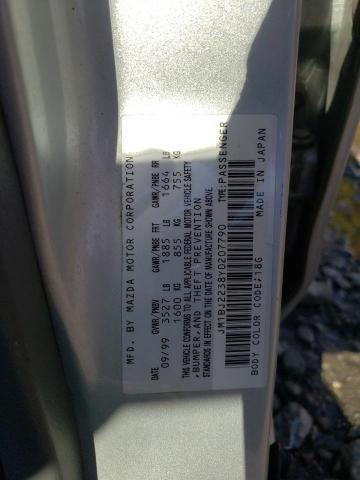 MFD. BY MAZDA MOTOR CORPORATION
GVWR/PNBV GAWR/PNBE FRT GAWR/PNBE RR
09/99 3527 LB 1885 LB 1664 LB
1600 KG 855 KG 755 KG
THIS VEHICLE CONFORMS TO ALL APPLICABLE FEDERAL MOTOR VEHICLE SAFETY
,BUMPER,AND THEFT PREVENTION
STANDARDS IN EFFECT ON THE DATE OF MANUFACTURE SHOWN ABOVE.
JM1BJ2238Y0207790 TYPE:PASSENGER
BODY COLOR CODE;18G MADE IN JAPAN